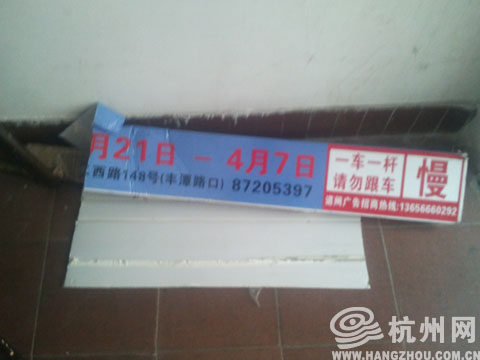 月21日 — 4月7日
西路148号(丰潭路口) 87205397
一车一杆
请勿跟车
慢
道闸广告招商热线:13656660292
杭州网
WWW.HANGZHOU.COM.CN